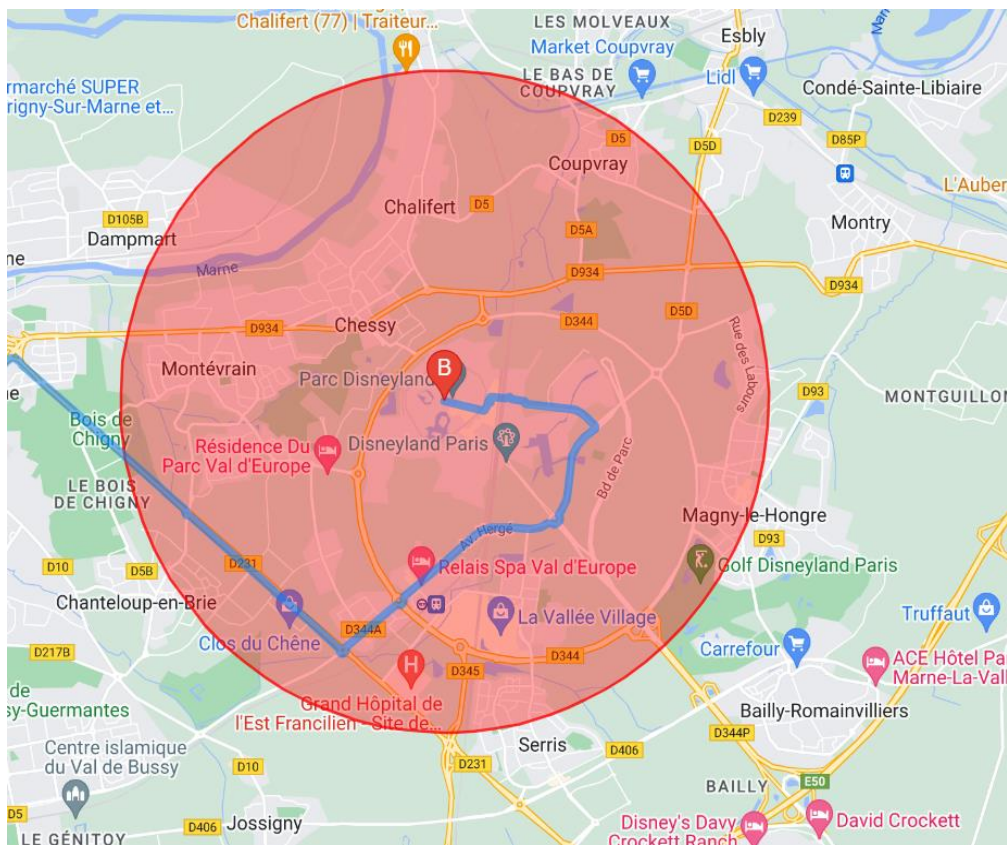 Chalifert (77) | Traiteur...
LES MOLVEAUX
Esbly
Market Coupvray
Lidl
LE BAS DE
COUPVRAY
Condé-Sainte-Libiaire
ermarché SUPER
rigny-Sur-Marne et...
D239
D5
D5D
D85P
Coupvray
L'Auber
Chalifert
D5
D105B
Dampmart
D5A
Montry
ne
Marne
D934
D934
D934
Chessy
D344
D5D
Rue des Labours
Montévrain
Parc Disneyland
B
ne
D93
MONTGUILLON
Bois de
Chigny
Disneyland Paris
Résidence Du
Parc Val d'Europe
Bd de Parc
LE BOIS
DE CHIGNY
Magny-le-Hongre
Av. Hergé
D93
D10
D5B
D231
Relais Spa Val d'Europe
Golf Disneyland Paris
Chanteloup-en-Brie
La Vallée Village
Truffaut
Clos du Chêne
D344A
D217B
D345
D344
Carrefour
ACE Hôtel Pa
Marne-La-Vall
H
de
sy-Guermantes
Grand Hôpital de
l'Est Francilien - Site de...
Bailly-Romainvilliers
D344P
Serris
D406
Centre islamique
du Val de Bussy
D10
D231
BAILLY
E50
D5
D406
Jossigny
LE GÉNITOY
Disney's Davy
Crockett Ranch
David Crockett